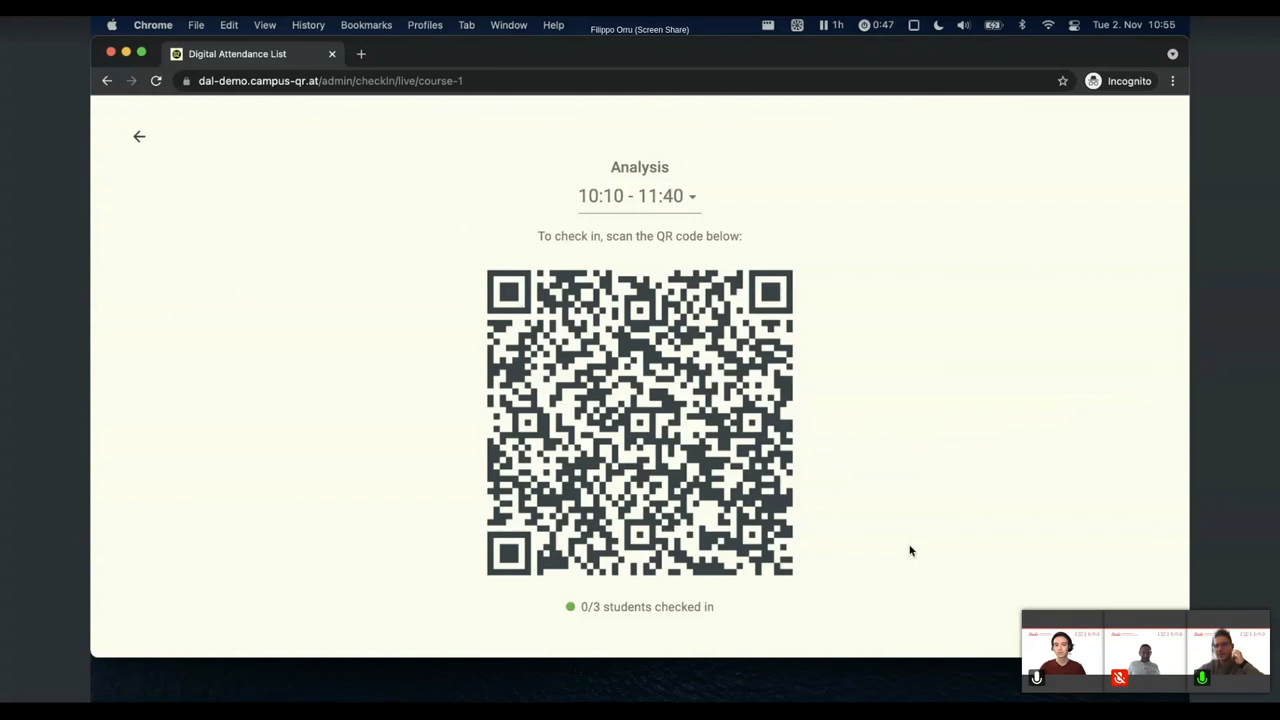 Chrome File Edit View History Bookmarks Profiles Tab Window Help
1h 0:47 Tue 2. Nov 10:55
Filippo Orru (Screen Share)
Digital Attendance List
dal-demo.campus-qr.at/admin/checkIn/live/course-1
Incognito
Analysis
10:10 - 11:40
To check in, scan the QR code below:
0/3 students checked in